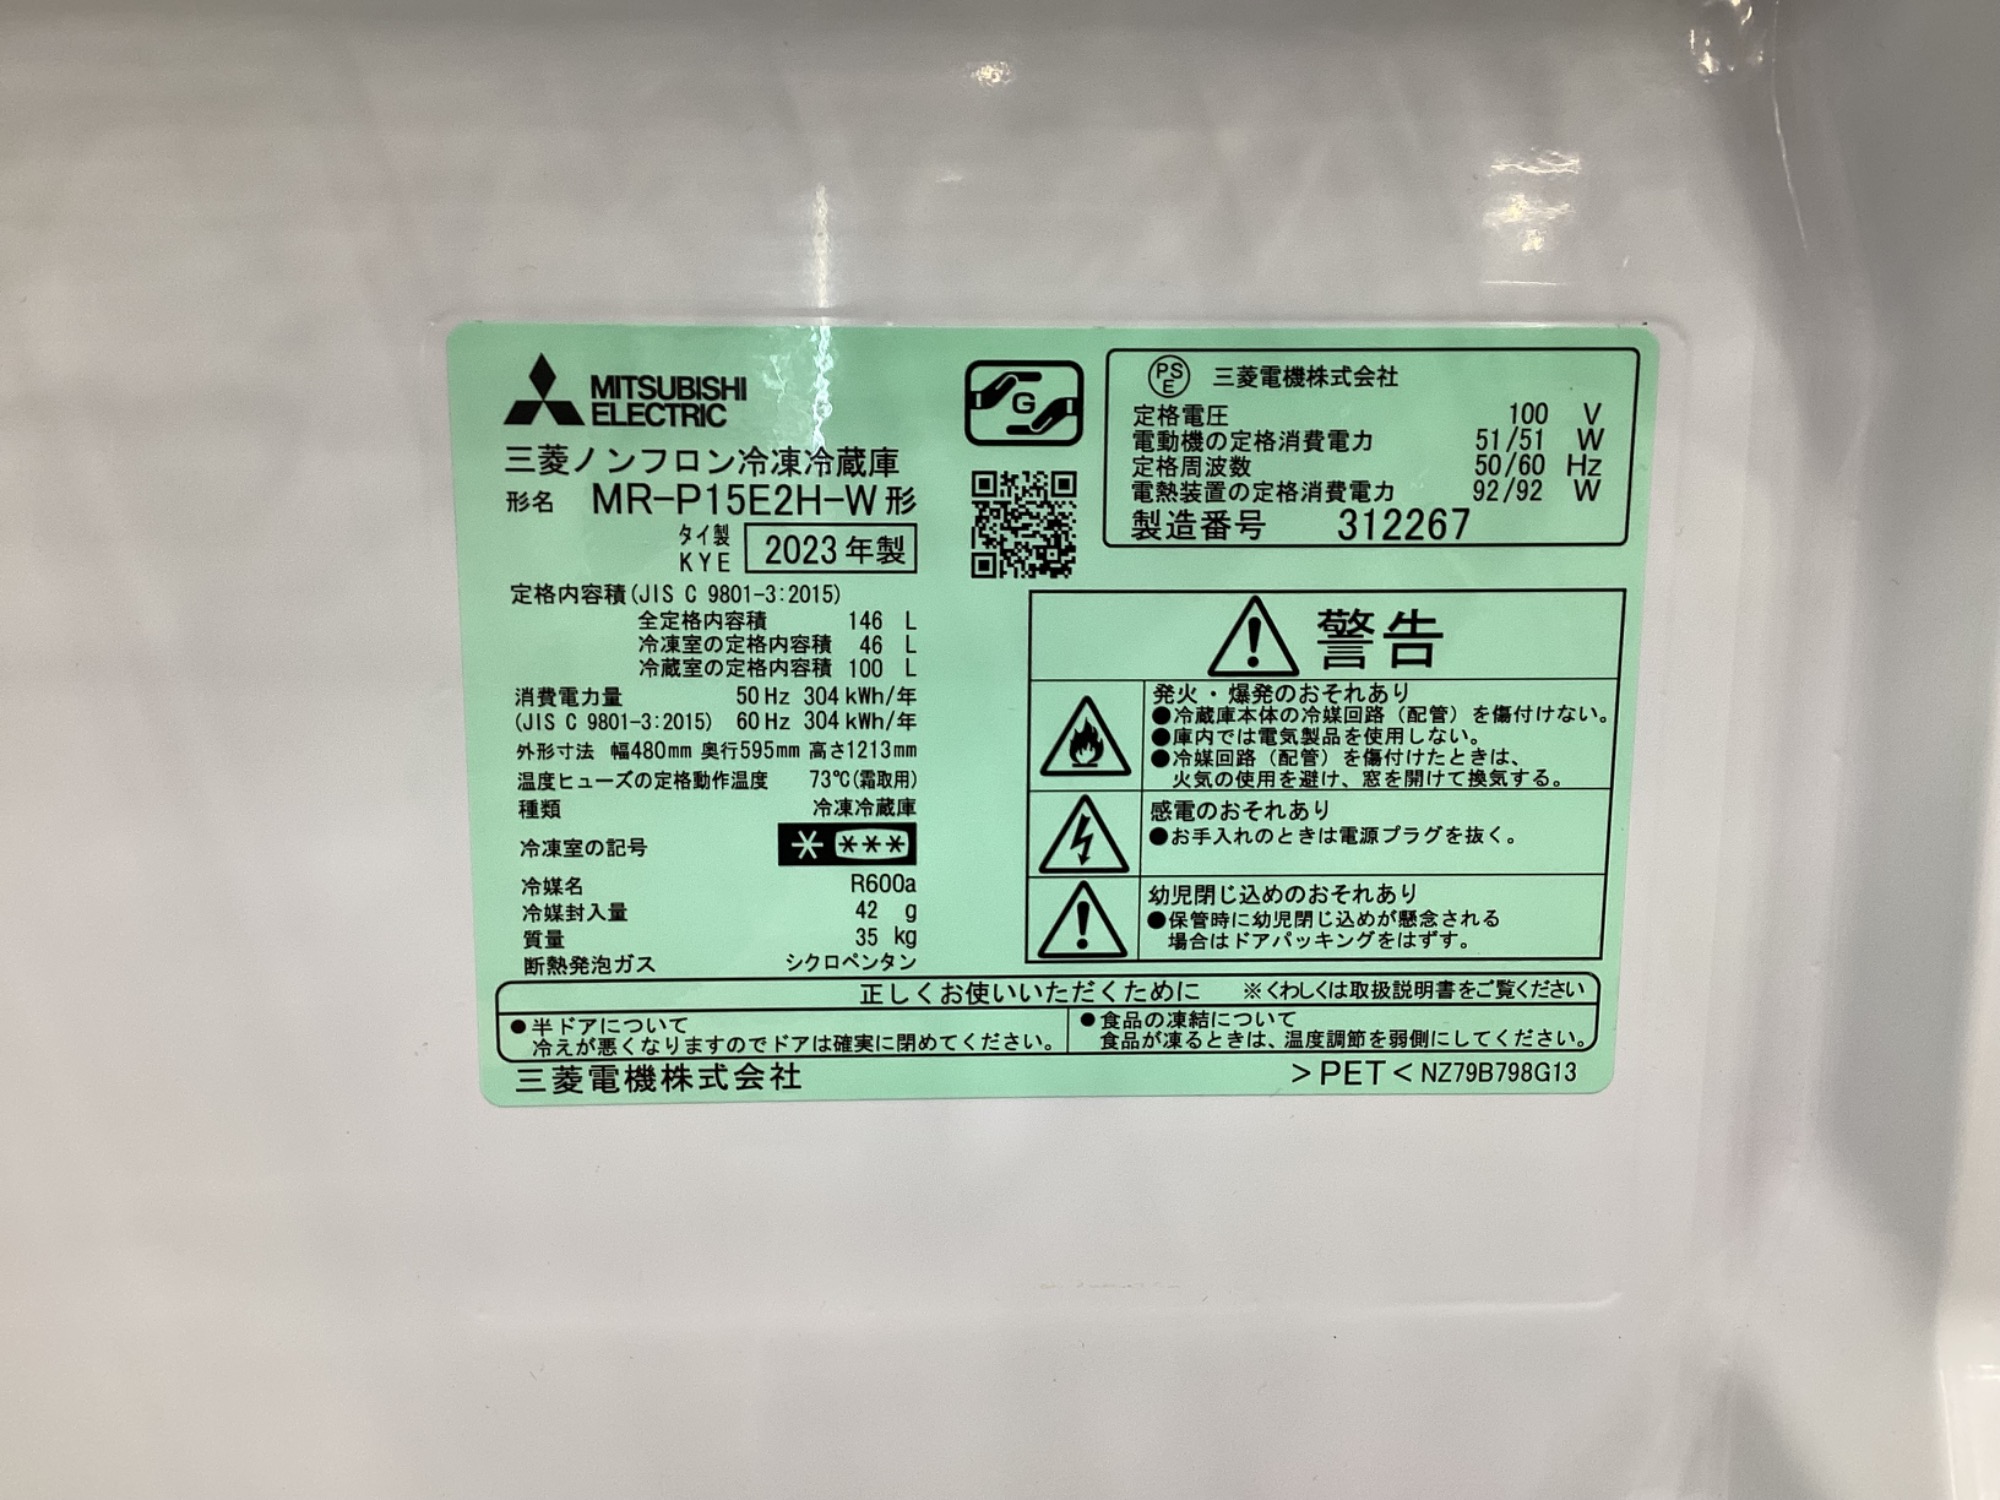 MITSUBISHI
ELECTRIC
三菱ノンフロン冷凍冷蔵庫
形名 MR-P15E2H-W 形
タイ製
KYE
2023 年製
定格内容積(JIS C 9801-3:2015)
全定格内容積 146 L
冷凍室の定格内容積 46 L
冷蔵室の定格内容積 100 L
消費電力量 50 Hz 304 kWh/年
(JIS C 9801-3:2015) 60 Hz 304 kWh/年
外形寸法 幅480mm 奥行595mm 高さ1213mm
温度ヒューズの定格動作温度 73℃(霜取用)
種類 冷凍冷蔵庫
冷凍室の記号 * ***
冷媒名 R600a
冷媒封入量 42 g
質量 35 kg
断熱発泡ガス シクロペンタン
G
PSE 三菱電機株式会社
定格電圧 100 V
電動機の定格消費電力 51/51 W
定格周波数 50/60 Hz
電熱装置の定格消費電力 92/92 W
製造番号 312267
警告
発火・爆発のおそれあり
●冷蔵庫本体の冷媒回路（配管）を傷付けない。
●庫内では電気製品を使用しない。
●冷媒回路（配管）を傷付けたときは、
火気の使用を避け、窓を開けて換気する。
感電のおそれあり
●お手入れのときは電源プラグを抜く。
幼児閉じ込めのおそれあり
●保管時に幼児閉じ込めが懸念される
場合はドアパッキングをはずす。
正しくお使いいただくために ※くわしくは取扱説明書をご覧ください
●半ドアについて
冷えが悪くなりますのでドアは確実に閉めてください。
●食品の凍結について
食品が凍るときは、温度調節を弱側にしてください。
三菱電機株式会社
>PET< NZ79B798G13